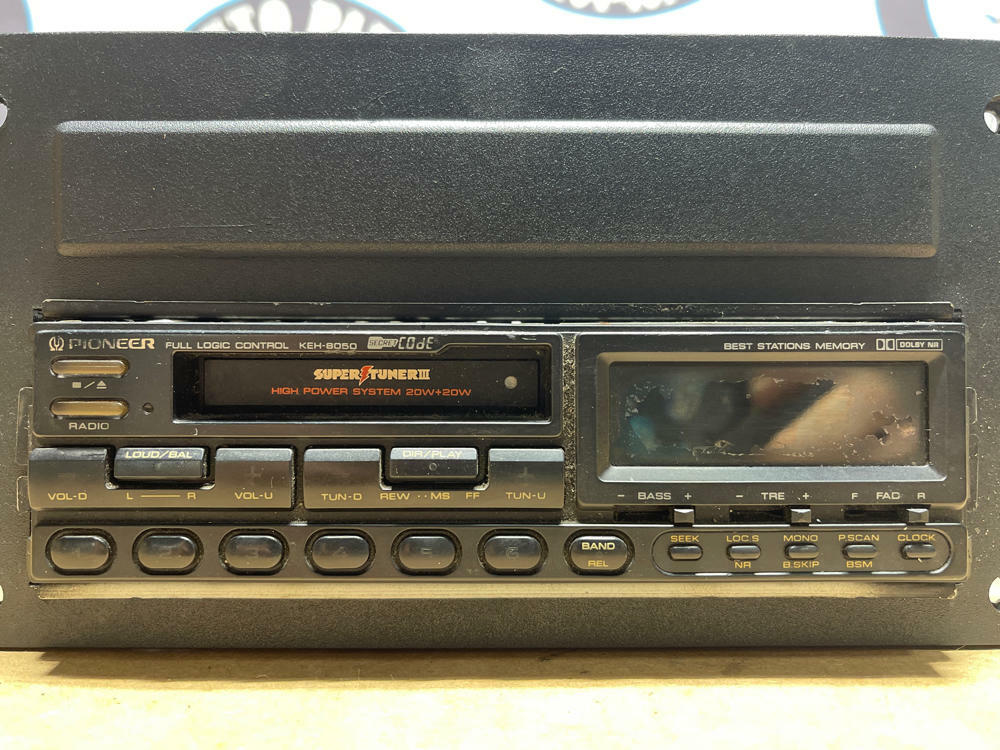 PIONEER FULL LOGIC CONTROL KEH-8050 SECRET COdE
SUPER TUNER III
HIGH POWER SYSTEM 20W+20W
RADIO
BEST STATIONS MEMORY DOLBY NR
LOUD/BAL DIR/PLAY
VOL-D L R VOL-U TUN-D REW ·· MS FF TUN-U
− BASS + − TRE + F FAD R
BAND
REL
SEEK LOC.S MONO P.SCAN CLOCK
NR B.SKIP BSM